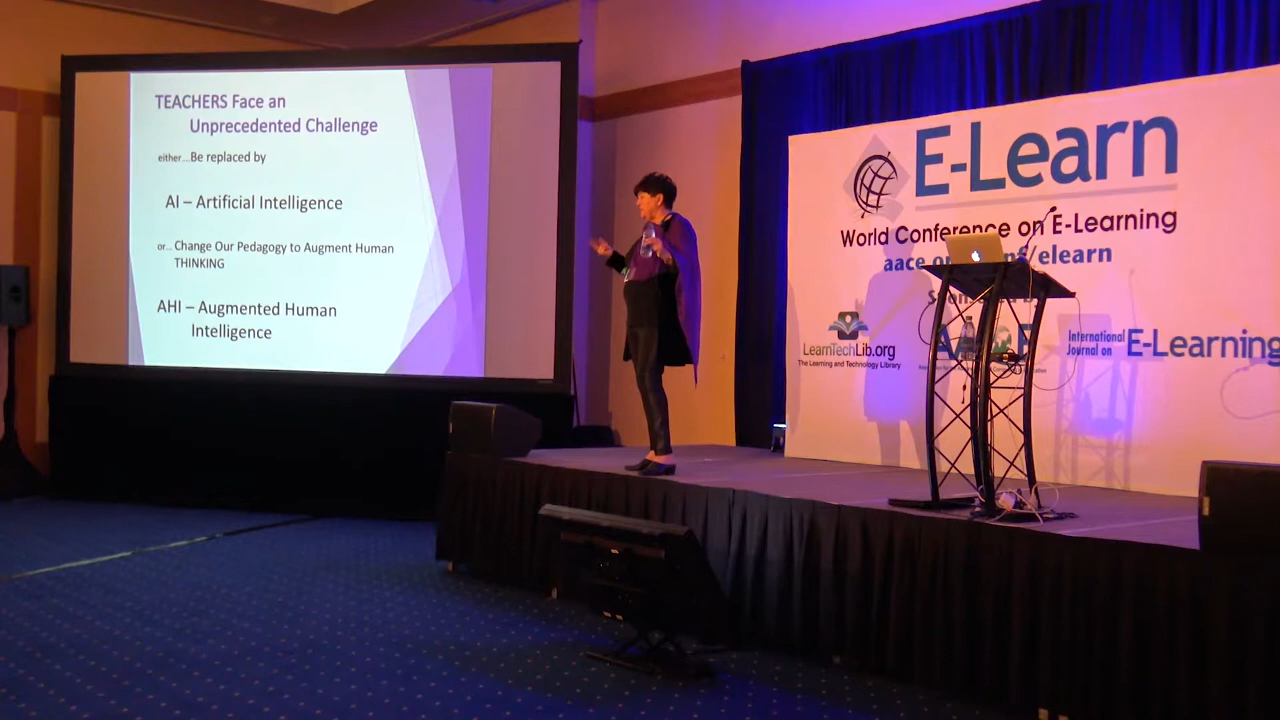 TEACHERS Face an
Unprecedented Challenge
either...Be replaced by
AI – Artificial Intelligence
or... Change Our Pedagogy to Augment Human
THINKING
AHI – Augmented Human
Intelligence
E-Learn
World Conference on E-Learning
aace /elearn
LearnTechLib.org
The Learning and Technology Library
International
Journal on E-Learning